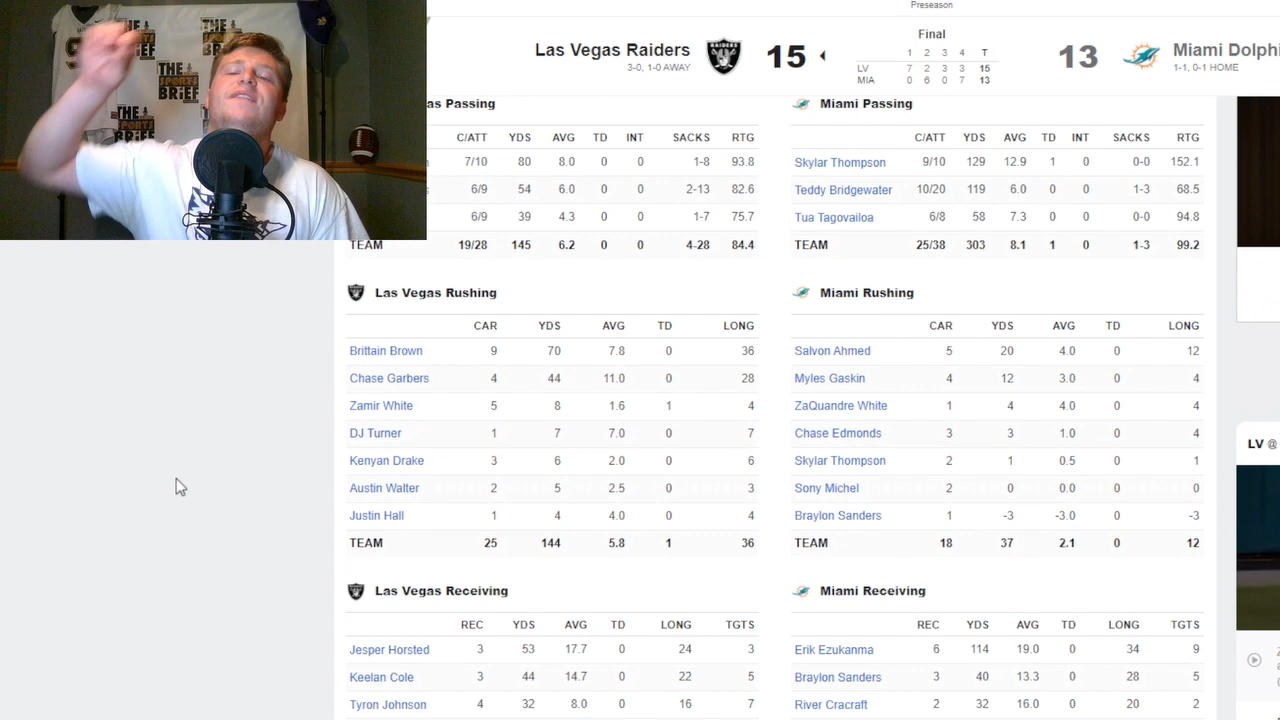 Preseason
Las Vegas Raiders
3-0, 1-0 AWAY
RAIDERS
15
Final
1 2 3 4 T
LV 7 2 3 3 15
MIA 0 6 0 7 13
13
Miami Dolphi
1-1, 0-1 HOME
THE SPORTS BRIEF
THE
THE SPORTS BRIEF
THE SPORTS BRIEF
as Passing
C/ATT YDS AVG TD INT SACKS RTG
7/10 80 8.0 0 0 1-8 93.8
6/9 54 6.0 0 0 2-13 82.6
6/9 39 4.3 0 0 1-7 75.7
TEAM 19/28 145 6.2 0 0 4-28 84.4
Miami Passing
C/ATT YDS AVG TD INT SACKS RTG
Skylar Thompson 9/10 129 12.9 1 0 0-0 152.1
Teddy Bridgewater 10/20 119 6.0 0 0 1-3 68.5
Tua Tagovailoa 6/8 58 7.3 0 0 0-0 94.8
TEAM 25/38 303 8.1 1 0 1-3 99.2
Las Vegas Rushing
CAR YDS AVG TD LONG
Brittain Brown 9 70 7.8 0 36
Chase Garbers 4 44 11.0 0 28
Zamir White 5 8 1.6 1 4
DJ Turner 1 7 7.0 0 7
Kenyan Drake 3 6 2.0 0 6
Austin Walter 2 5 2.5 0 3
Justin Hall 1 4 4.0 0 4
TEAM 25 144 5.8 1 36
Miami Rushing
CAR YDS AVG TD LONG
Salvon Ahmed 5 20 4.0 0 12
Myles Gaskin 4 12 3.0 0 4
ZaQuandre White 1 4 4.0 0 4
Chase Edmonds 3 3 1.0 0 4
Skylar Thompson 2 1 0.5 0 1
Sony Michel 2 0 0.0 0 0
Braylon Sanders 1 -3 -3.0 0 -3
TEAM 18 37 2.1 0 12
Las Vegas Receiving
REC YDS AVG TD LONG TGTS
Jesper Horsted 3 53 17.7 0 24 3
Keelan Cole 3 44 14.7 0 22 5
Tyron Johnson 4 32 8.0 0 16 7
Miami Receiving
REC YDS AVG TD LONG TGTS
Erik Ezukanma 6 114 19.0 0 34 9
Braylon Sanders 3 40 13.3 0 28 5
River Cracraft 2 32 16.0 0 20 2
LV @